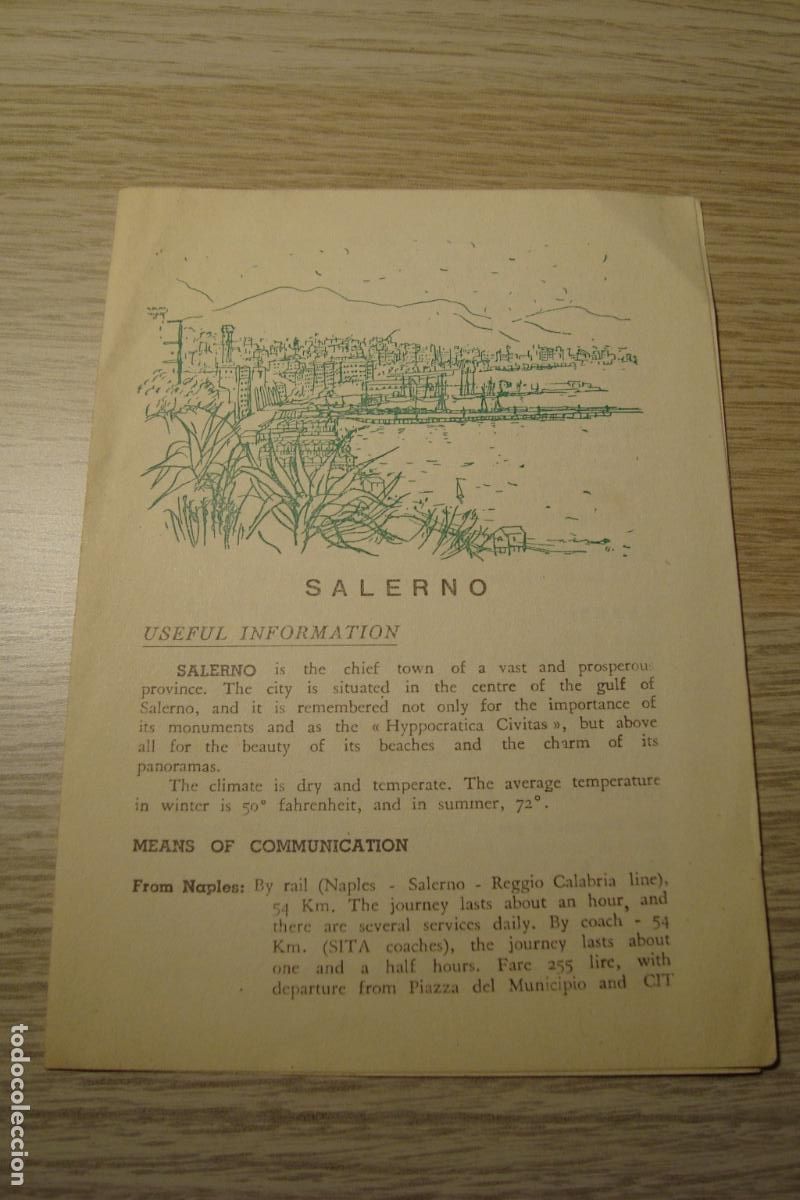 SALERNO
USEFUL INFORMATION
SALERNO is the chief town of a vast and prosperous
province. The city is situated in the centre of the gulf of
Salerno, and it is remembered not only for the importance of
its monuments and as the « Hyppocratica Civitas », but above
all for the beauty of its beaches and the charm of its
panoramas.
The climate is dry and temperate. The average temperature
in winter is 50° fahrenheit, and in summer, 72°.
MEANS OF COMMUNICATION
From Naples: By rail (Naples - Salerno - Reggio Calabria line),
54 Km. The journey lasts about an hour, and
there are several services daily. By coach - 54
Km. (SITA coaches), the journey lasts about
one and a half hours. Fare 255 lire, with
departure from Piazza del Municipio and CIT
todocoleccion